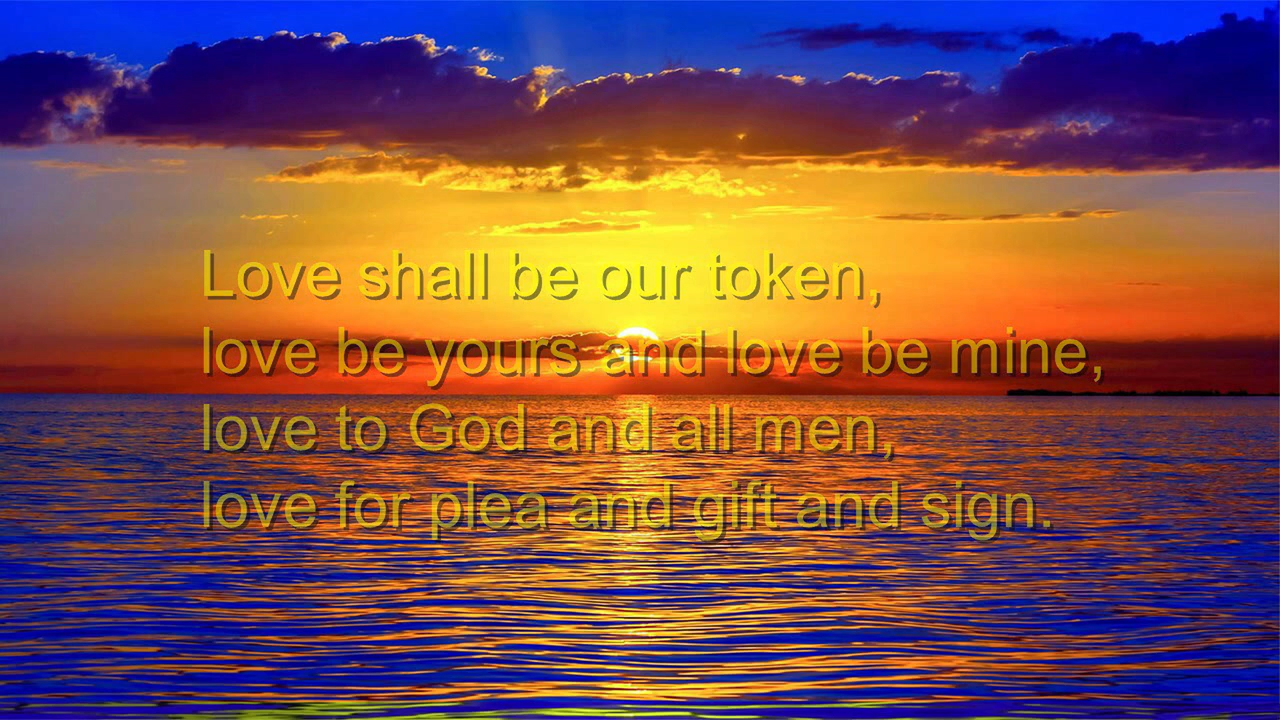 Love shall be our token,
love be yours and love be mine,
love to God and all men,
love for plea and gift and sign.